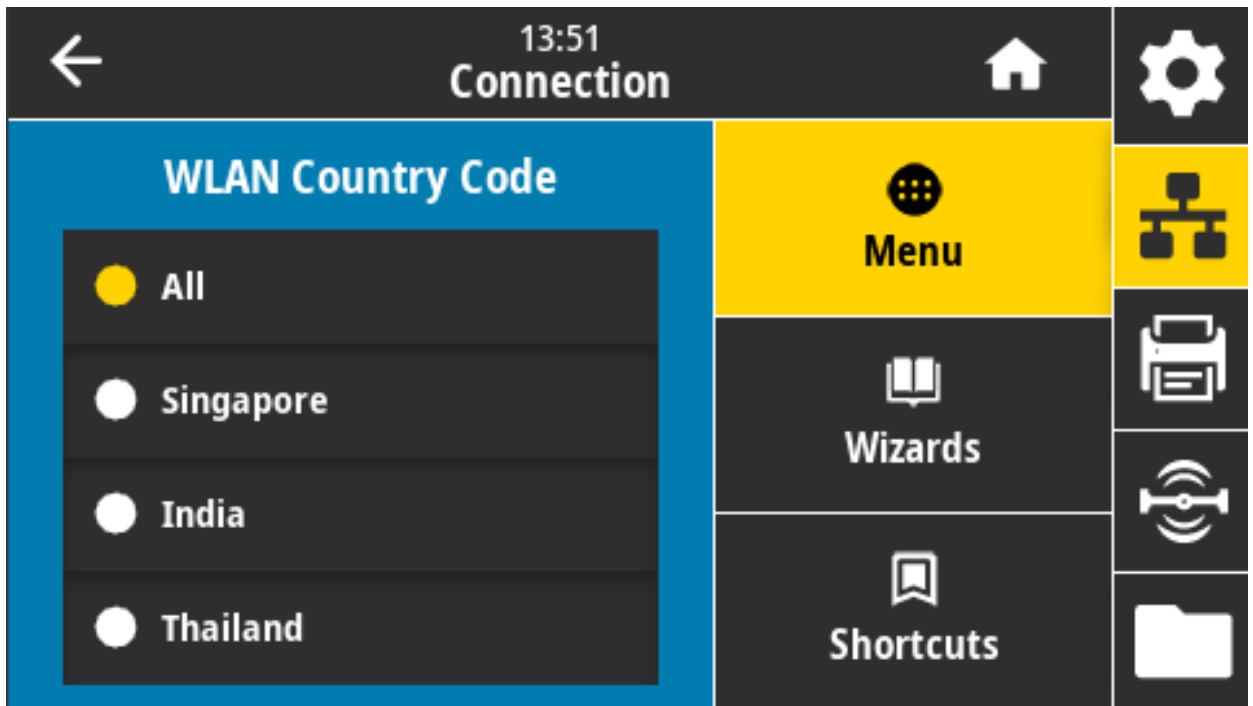 13:51
Connection
WLAN Country Code
All
Singapore
India
Thailand
Menu
Wizards
Shortcuts